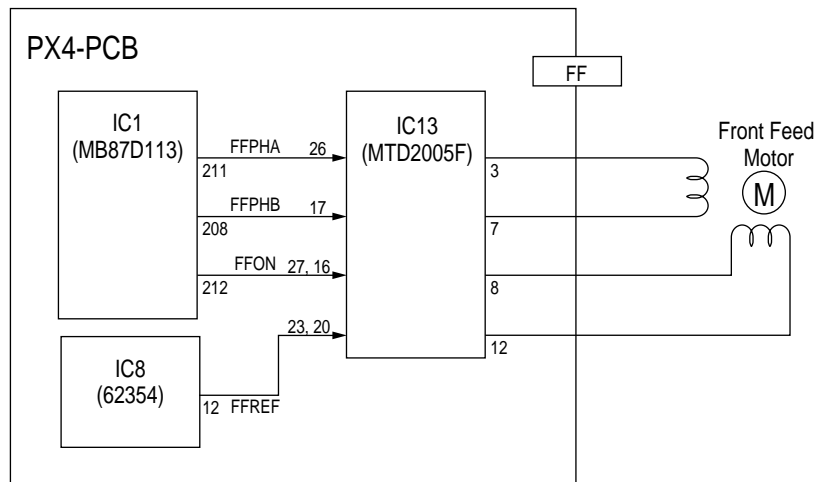 PX4-PCB
FF
IC1
(MB87D113)
IC13
(MTD2005F)
Front Feed
Motor
M
FFPHA 26
211
3
FFPHB 17
208
7
FFON 27, 16
212
8
23, 20
12
IC8
(62354)
12 FFREF